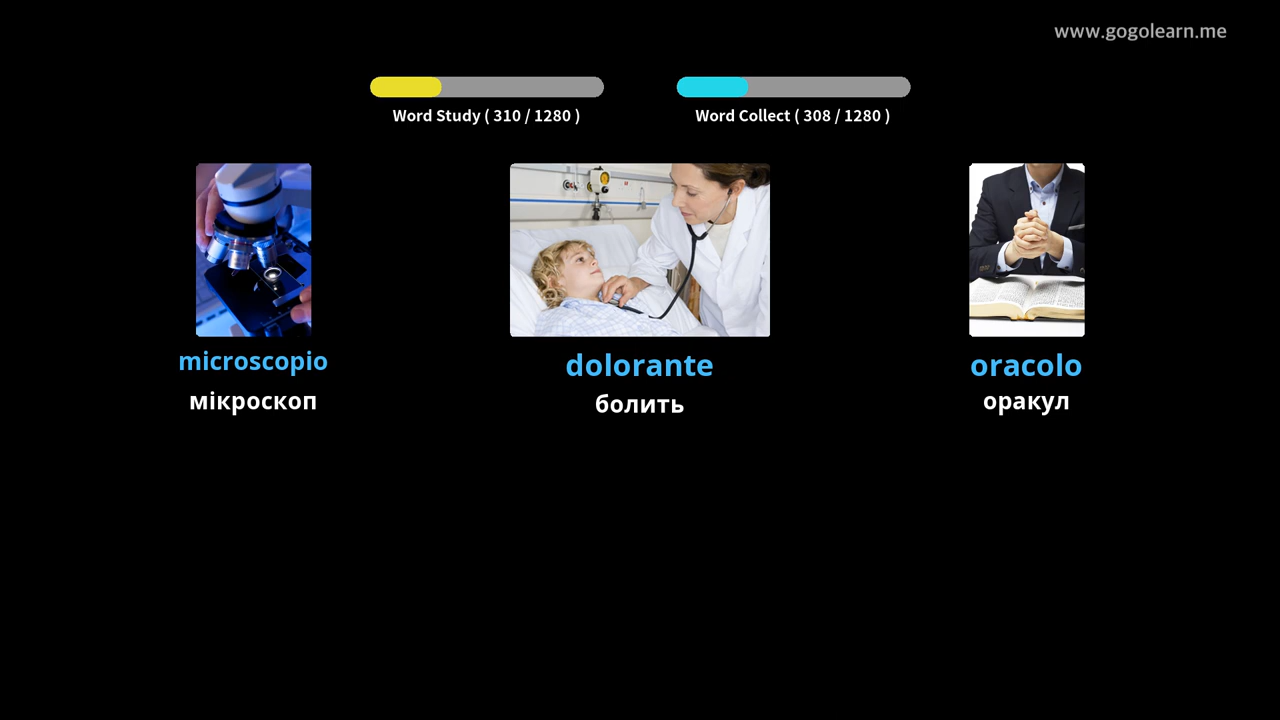 www.gogolearn.me
Word Study ( 310 / 1280 )
Word Collect ( 308 / 1280 )
microscopio
мікроскоп
dolorante
болить
oracolo
оракул